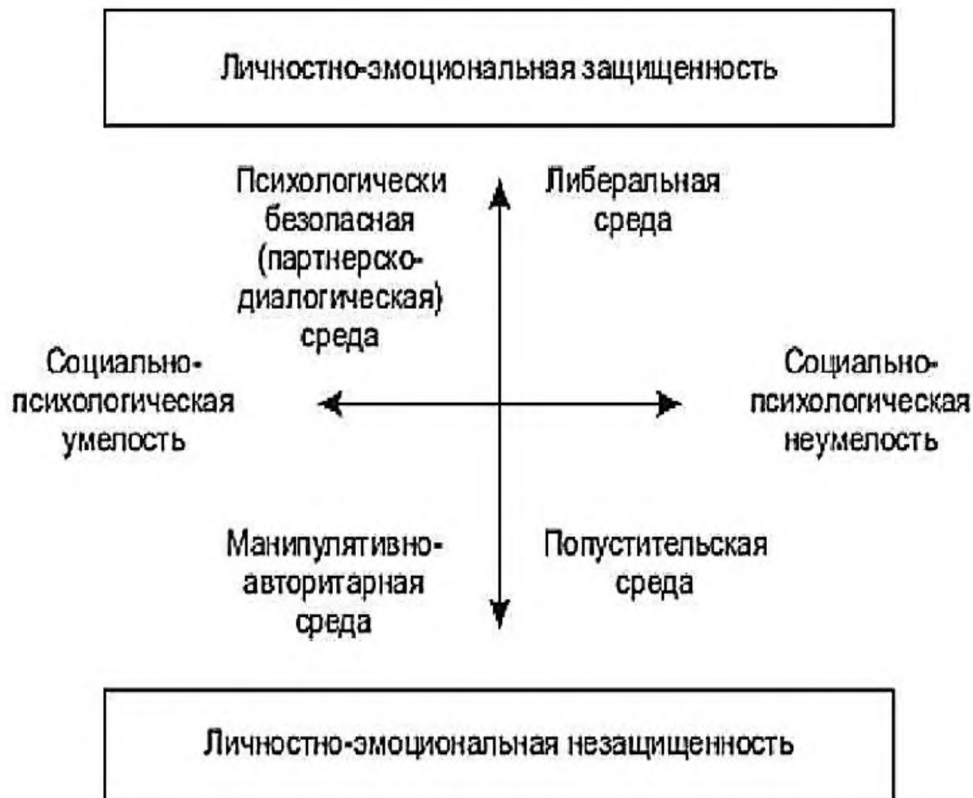 Личностно-эмоциональная защищенность
Психологически
безопасная
(партнерско-
диалогическая)
среда
Либеральная
среда
Социально-
психологическая
умелость
Социально-
психологическая
неумелость
Манипулятивно-
авторитарная
среда
Попустительская
среда
Личностно-эмоциональная незащищенность